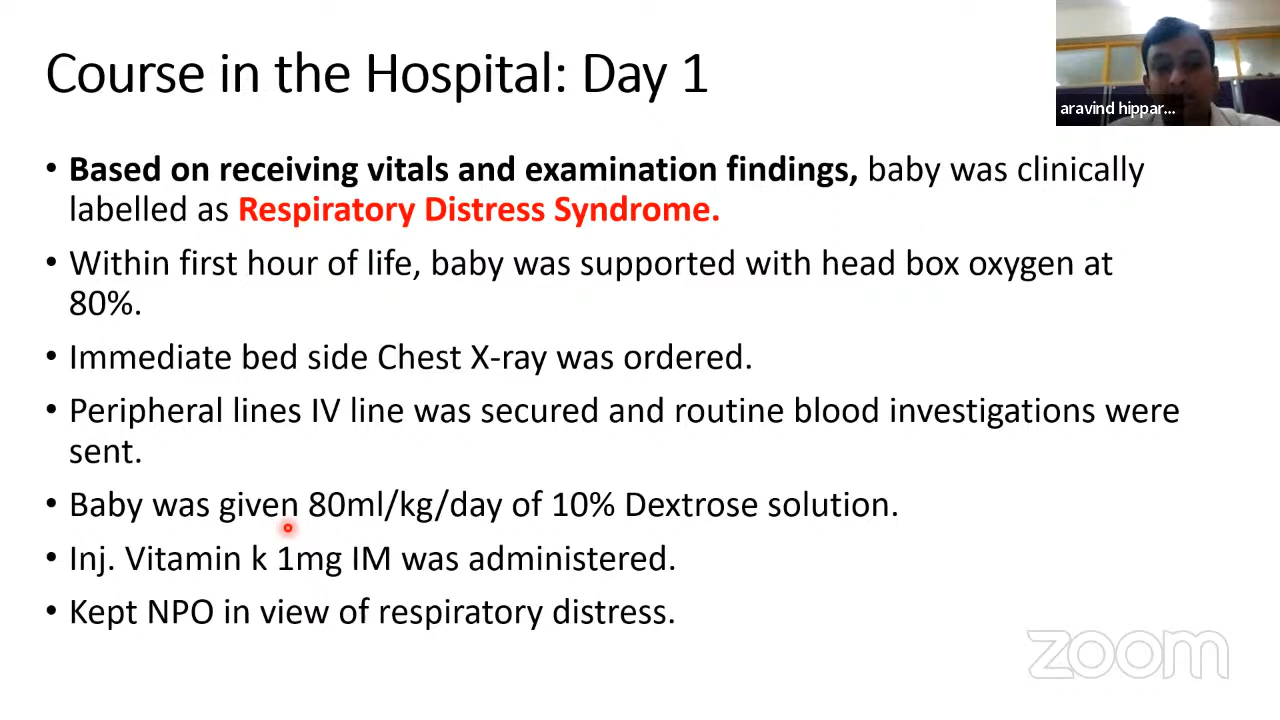 Course in the Hospital: Day 1
aravind hippar...
• Based on receiving vitals and examination findings, baby was clinically
labelled as Respiratory Distress Syndrome.
• Within first hour of life, baby was supported with head box oxygen at
80%.
• Immediate bed side Chest X-ray was ordered.
• Peripheral lines IV line was secured and routine blood investigations were
sent.
• Baby was given 80ml/kg/day of 10% Dextrose solution.
• Inj. Vitamin k 1mg IM was administered.
• Kept NPO in view of respiratory distress.
zoom